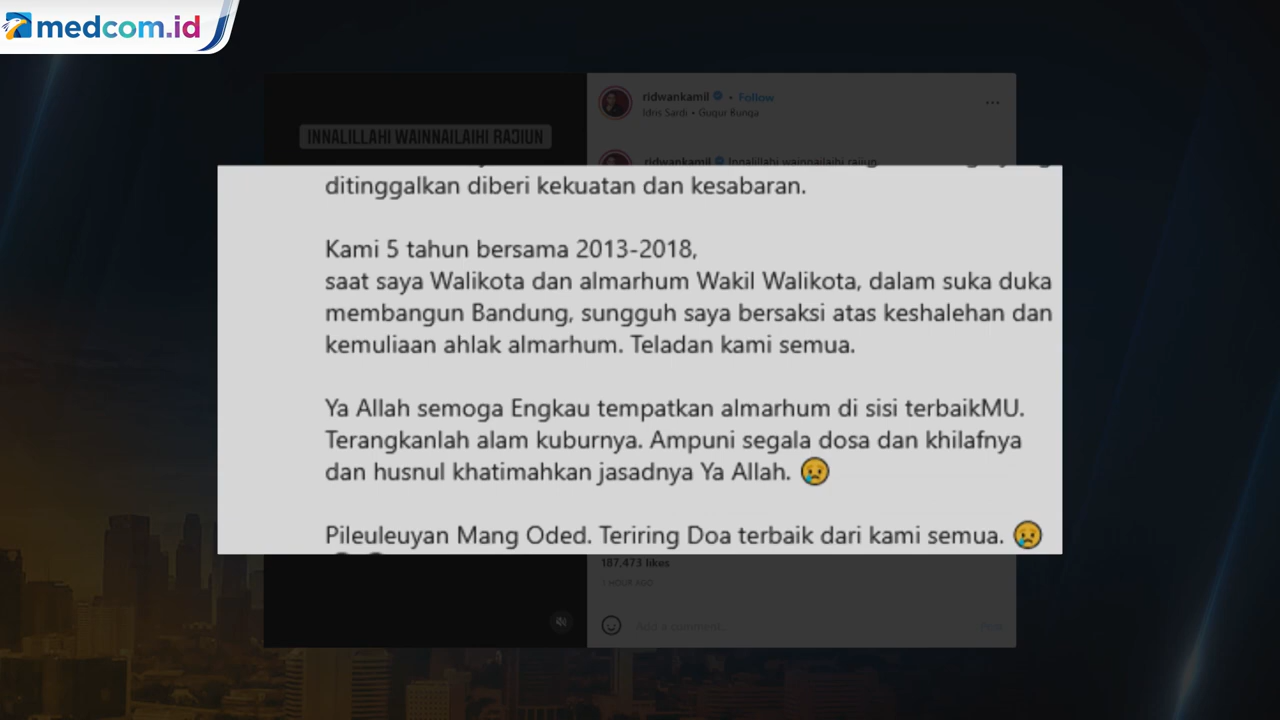 medcom.id
ridwankamil • Follow
Idris Sardi • Gugur Bunga
INNALILLAHI WAINNAILAIHI RAJIUN
ridwankamil Innalillahi wainnailaihi rajiun
ditinggalkan diberi kekuatan dan kesabaran.
Kami 5 tahun bersama 2013-2018,
saat saya Walikota dan almarhum Wakil Walikota, dalam suka duka
membangun Bandung, sungguh saya bersaksi atas keshalehan dan
kemuliaan ahlak almarhum. Teladan kami semua.
Ya Allah semoga Engkau tempatkan almarhum di sisi terbaikMU.
Terangkanlah alam kuburnya. Ampuni segala dosa dan khilafnya
dan husnul khatimahkan jasadnya Ya Allah. 😢
Pileuleuyan Mang Oded. Teriring Doa terbaik dari kami semua. 😢
187,473 likes
1 HOUR AGO
Add a comment...
Post